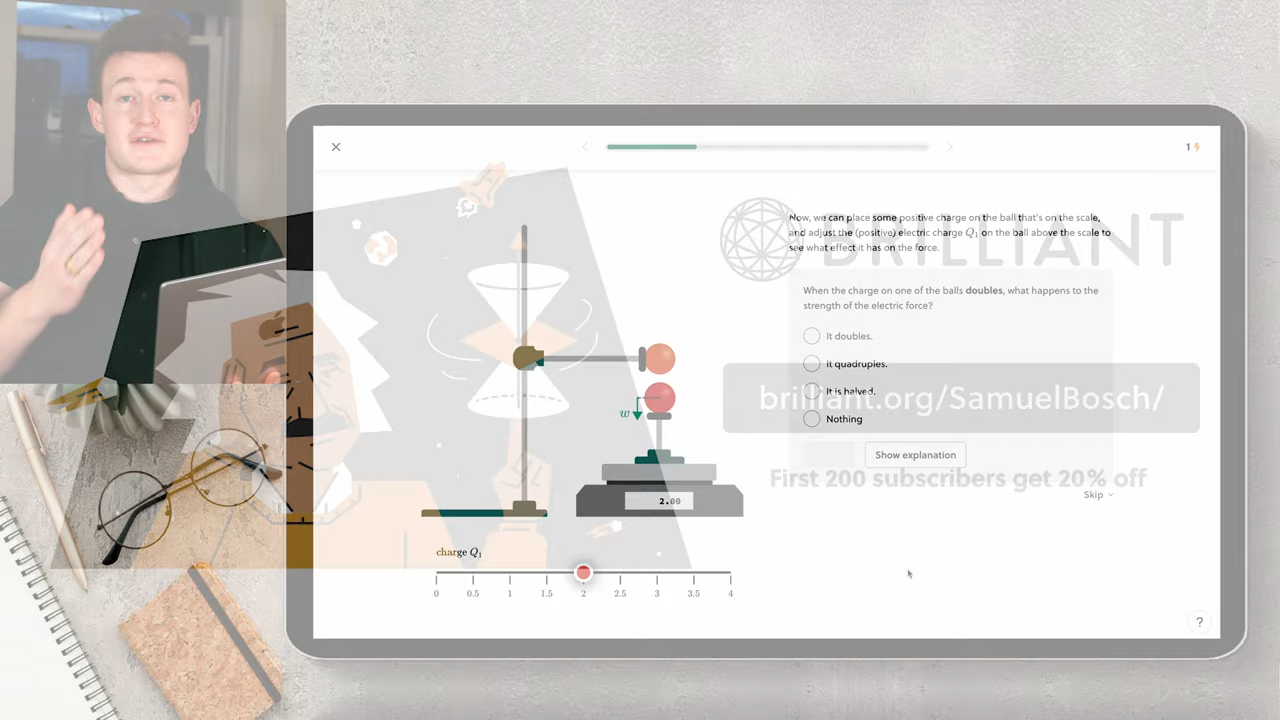 1
Now, we can place some positive charge on the ball that's on the scale,
and adjust the (positive) electric charge Q1 on the ball above the scale to
see what effect it has on the force.
BRILLIANT
When the charge on one of the balls doubles, what happens to the
strength of the electric force?
It doubles.
It quadruples.
It is halved.
Nothing
brilliant.org/SamuelBosch/
w
Show explanation
First 200 subscribers get 20% off
Skip
2.00
charge Q1
0 0.5 1 1.5 2 2.5 3 3.5 4
?